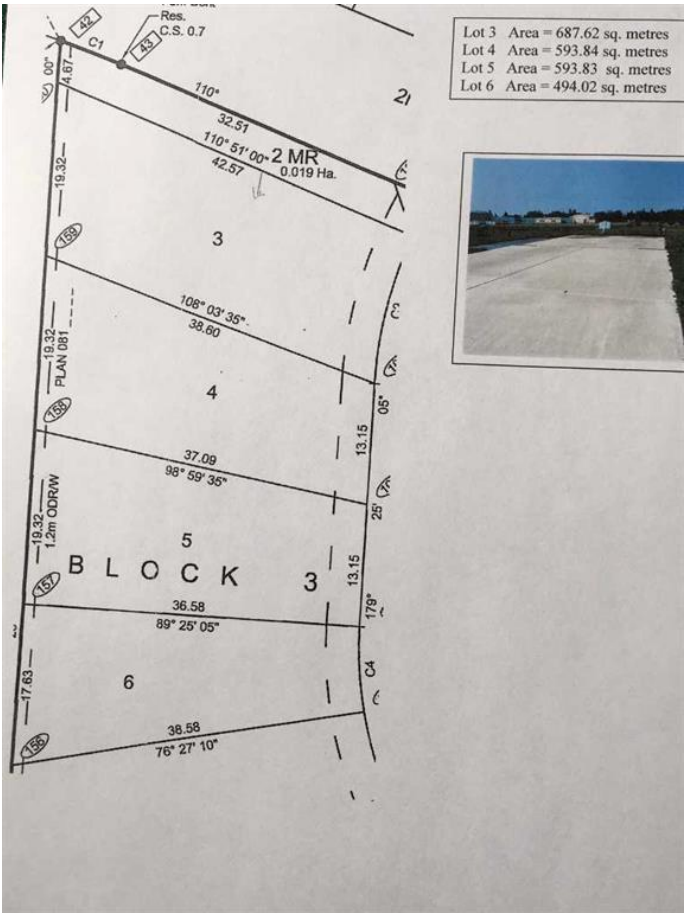 Res.
C.S. 0.7
42
43
C1
00°
4.67
110°
32.51
110° 51' 00"
42.57
2 MR
0.019 Ha.
19.32
3
159
108° 03' 35"
38.60
19.32
PLAN 081
4
05"
158
13.15
37.09
98° 59' 35"
25'
19.32
1.2m ODR/W
5
BLOCK
3
13.15
157
36.58
89° 25' 05"
179°
17.63
6
C4
38.58
76° 27' 10"
156
Lot 3 Area = 687.62 sq. metres
Lot 4 Area = 593.84 sq. metres
Lot 5 Area = 593.83 sq. metres
Lot 6 Area = 494.02 sq. metres